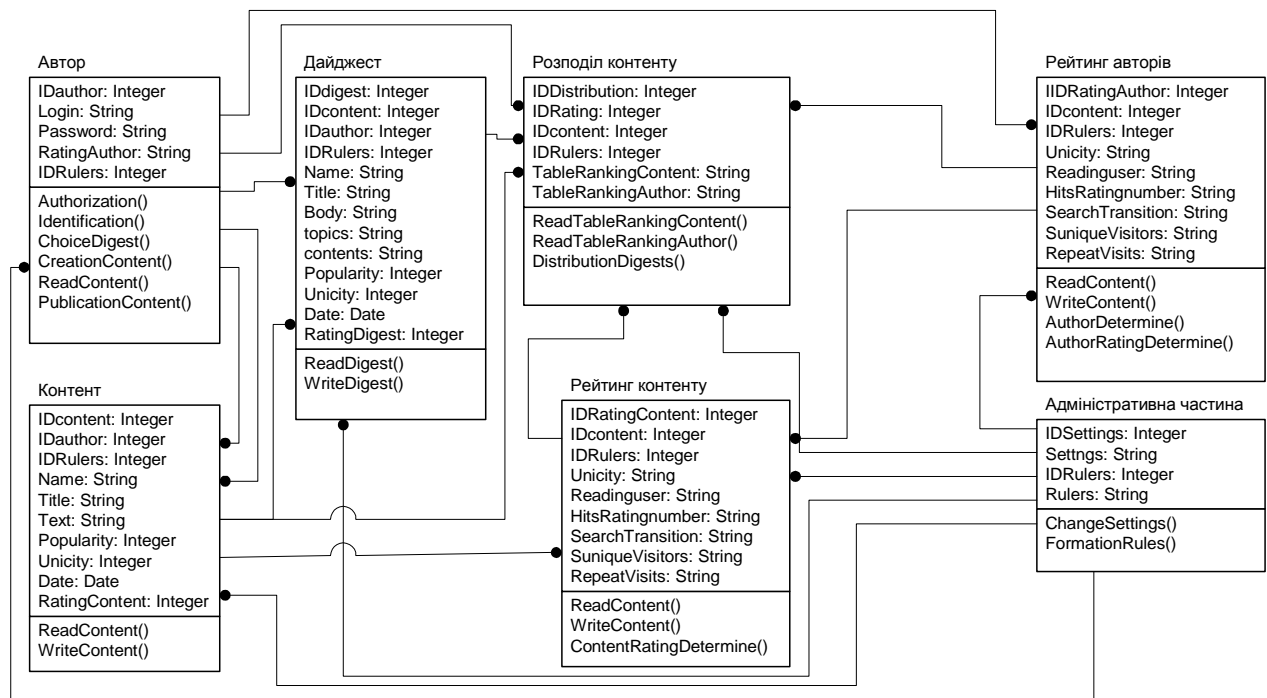 Автор
IDauthor: Integer
Login: String
Password: String
RatingAuthor: String
IDRulers: Integer
Authorization()
Identification()
ChoiceDigest()
CreationContent()
ReadContent()
PublicationContent()
Дайджест
IDdigest: Integer
IDcontent: Integer
IDauthor: Integer
IDRulers: Integer
Name: String
Title: String
Body: String
topics: String
contents: String
Popularity: Integer
Unicity: Integer
Date: Date
RatingDigest: Integer
ReadDigest()
WriteDigest()
Розподіл контенту
IDDistribution: Integer
IDRating: Integer
IDcontent: Integer
IDRulers: Integer
TableRankingContent: String
TableRankingAuthor: String
ReadTableRankingContent()
ReadTableRankingAuthor()
DistributionDigests()
Рейтинг авторів
IIDRatingAuthor: Integer
IDcontent: Integer
IDRulers: Integer
Unicity: String
Readinguser: String
HitsRatingnumber: String
SearchTransition: String
SuniqueVisitors: String
RepeatVisits: String
ReadContent()
WriteContent()
AuthorDetermine()
AuthorRatingDetermine()
Контент
IDcontent: Integer
IDauthor: Integer
IDRulers: Integer
Name: String
Title: String
Text: String
Popularity: Integer
Unicity: Integer
Date: Date
RatingContent: Integer
ReadContent()
WriteContent()
Рейтинг контенту
IDRatingContent: Integer
IDcontent: Integer
IDRulers: Integer
Unicity: String
Readinguser: String
HitsRatingnumber: String
SearchTransition: String
SuniqueVisitors: String
RepeatVisits: String
ReadContent()
WriteContent()
ContentRatingDetermine()
Адміністративна частина
IDSettings: Integer
Settngs: String
IDRulers: Integer
Rulers: String
ChangeSettings()
FormationRules()